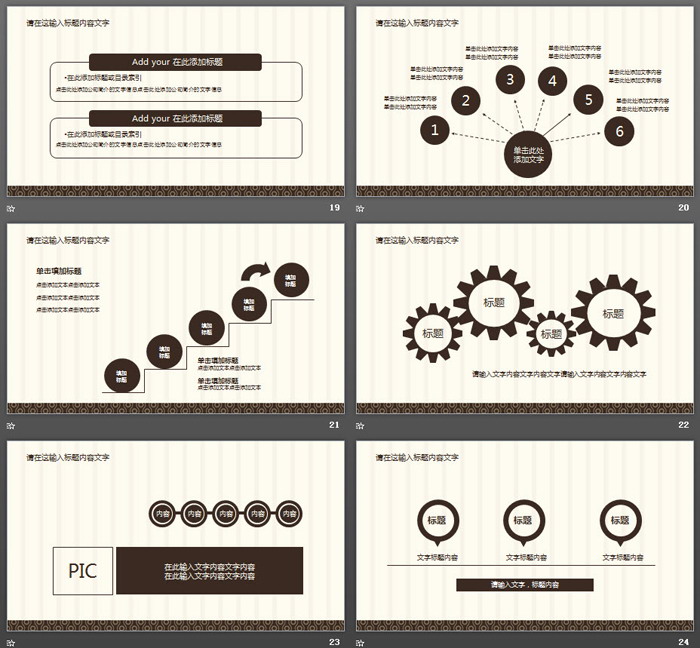 请在这输入标题内容文字
Add your 在此添加标题
•在此添加标题或目录索引
点击此处添加公司简介的文字信息点击此处添加公司简介的文字信息
Add your 在此添加标题
•在此添加标题或目录索引
点击此处添加公司简介的文字信息点击此处添加公司简介的文字信息
19
请在这输入标题内容文字
单击此处添加文字内容
单击此处添加文字内容
单击此处添加文字内容
单击此处添加文字内容
单击此处添加文字内容
单击此处添加文字内容
单击此处添加文字内容
单击此处添加文字内容
单击此处添加文字内容
单击此处添加文字内容
单击此处添加文字内容
单击此处添加文字内容
1
2
3
4
5
6
单击此处
添加文字
20
请在这输入标题内容文字
单击填加标题
点击添加文本点击添加文本
点击添加文本点击添加文本
点击添加文本点击添加文本
填加
标题
填加
标题
填加
标题
填加
标题
填加
标题
单击填加标题
点击添加文本点击添加文本
单击填加标题
点击添加文本点击添加文本
21
请在这输入标题内容文字
标题
标题
标题
标题
请输入文字内容文字内容文字请输入文字内容文字内容文字
22
请在这输入标题内容文字
内容
内容
内容
内容
内容
PIC
在此输入文字内容文字内容
在此输入文字内容文字内容
23
请在这输入标题内容文字
标题
标题
标题
文字标题内容
文字标题内容
文字标题内容
请输入文字，标题内容
24